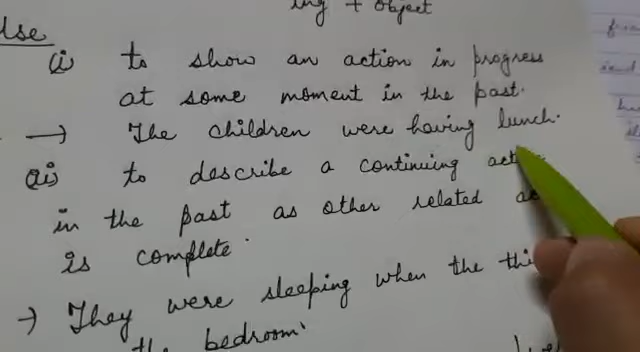 ing + object
Use
(i) to show an action in progress
at some moment in the past.
→ The children were having lunch.
(ii) to describe a continuing
in the past as other related
is complete.
→ They were sleeping when the
the bedroom.